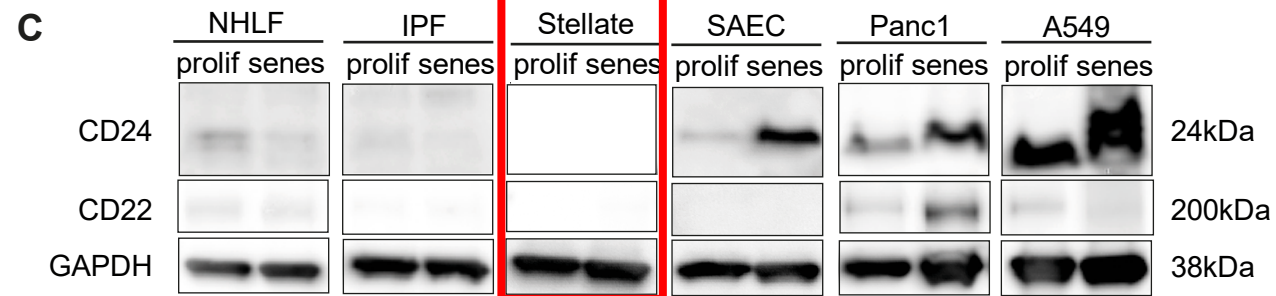 C
NHLF IPF Stellate SAEC Panc1 A549
prolif senes prolif senes prolif senes prolif senes prolif senes prolif senes
CD24 24kDa
CD22 200kDa
GAPDH 38kDa